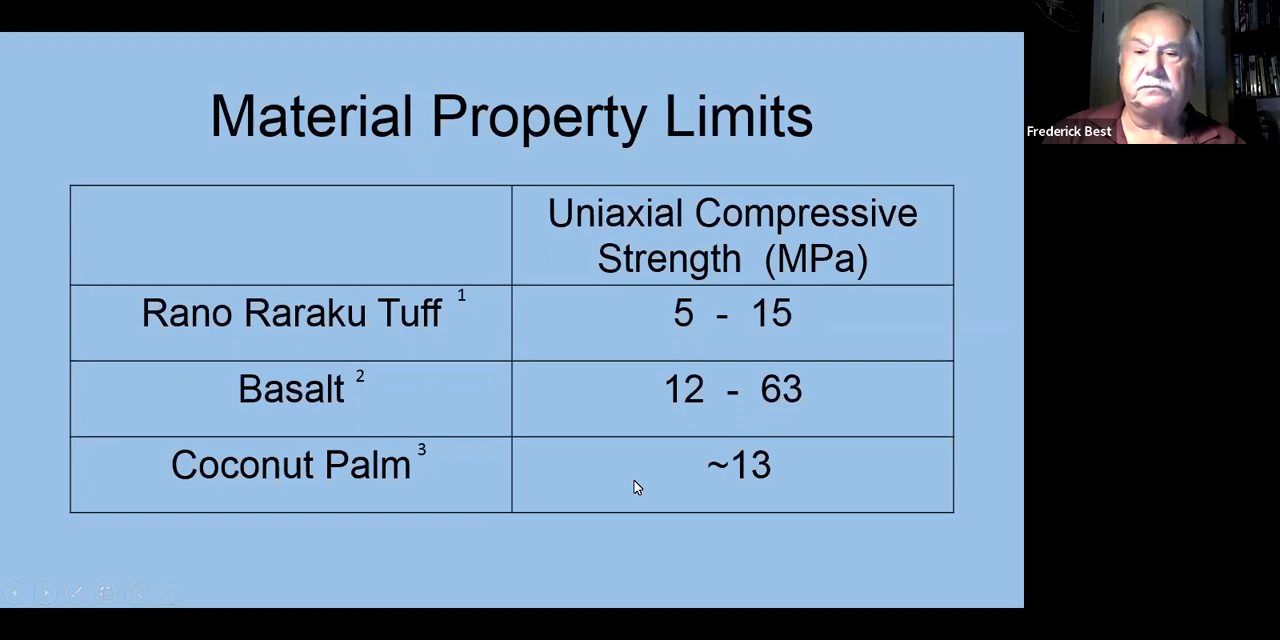 Material Property Limits
Uniaxial Compressive
Strength (MPa)
Rano Raraku Tuff 1
5 - 15
Basalt 2
12 - 63
Coconut Palm 3
~13
Frederick Best